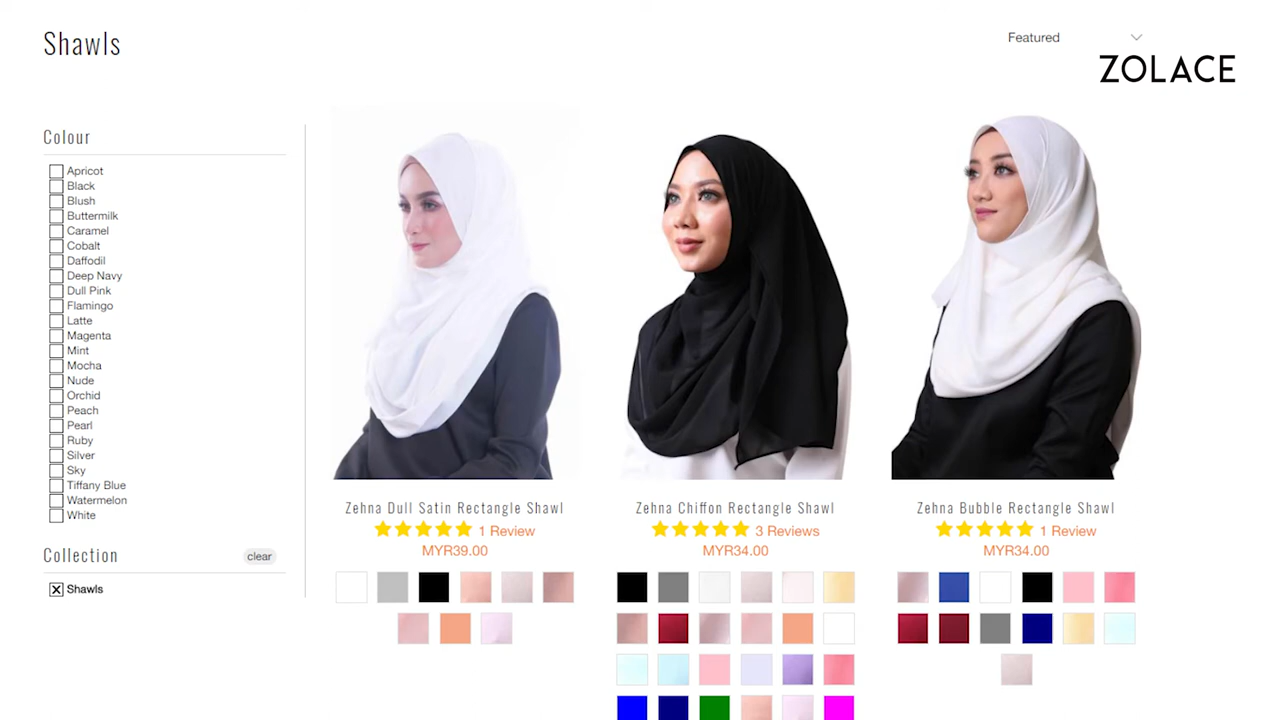 Shawls
Featured
ZOLACE
Colour
Apricot
Black
Blush
Buttermilk
Caramel
Cobalt
Daffodil
Deep Navy
Dull Pink
Flamingo
Latte
Magenta
Mint
Mocha
Nude
Orchid
Peach
Pearl
Ruby
Silver
Sky
Tiffany Blue
Watermelon
White
Collection clear
X Shawls
Zehna Dull Satin Rectangle Shawl
1 Review
MYR39.00
Zehna Chiffon Rectangle Shawl
3 Reviews
MYR34.00
Zehna Bubble Rectangle Shawl
1 Review
MYR34.00